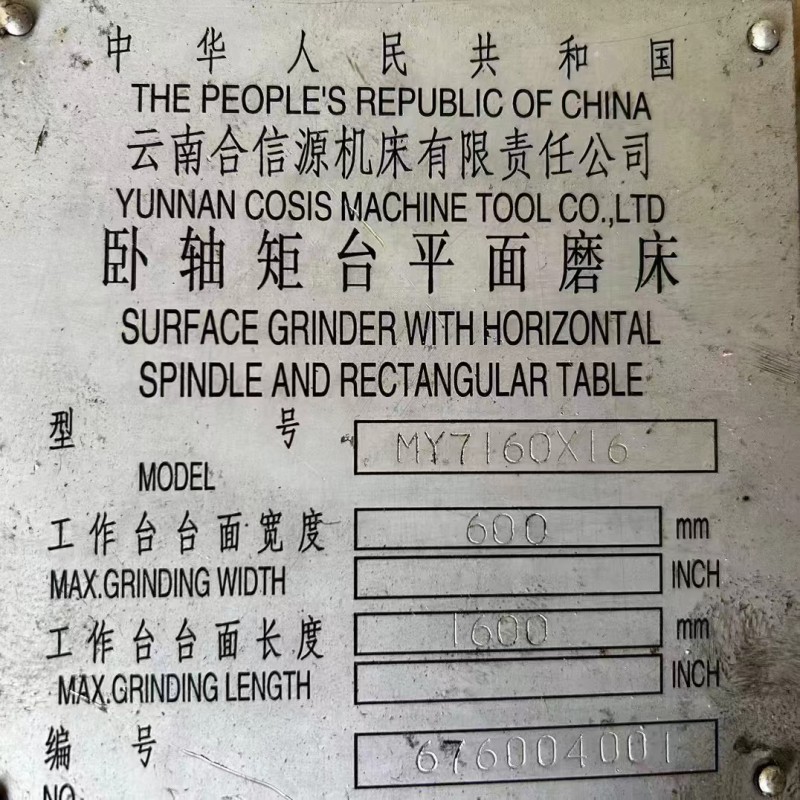 中华人民共和国
THE PEOPLE'S REPUBLIC OF CHINA
云南合信源机床有限责任公司
YUNNAN COSIS MACHINE TOOL CO.,LTD
卧轴矩台平面磨床
SURFACE GRINDER WITH HORIZONTAL
SPINDLE AND RECTANGULAR TABLE
型号 MY7160X16
MODEL
工作台台面宽度 600 mm
MAX.GRINDING WIDTH INCH
工作台台面长度 1600 mm
MAX.GRINDING LENGTH INCH
编号 676004001
NO.